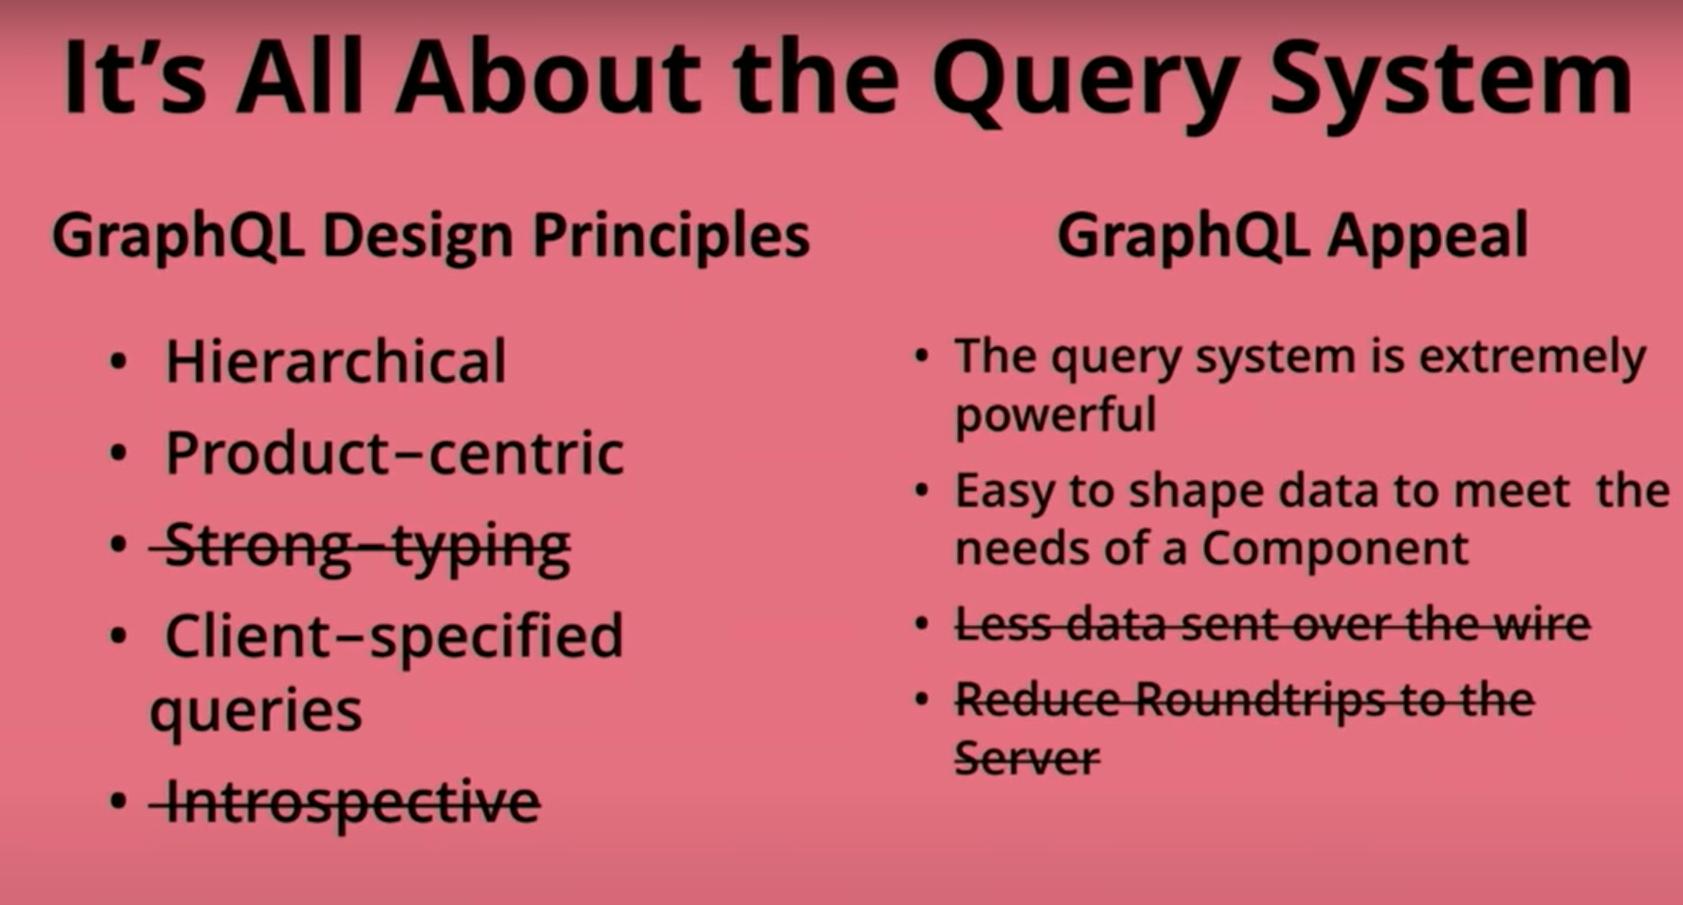 It’s All About the Query System
GraphQL Design Principles
• Hierarchical
• Product–centric
• Strong–typing
• Client–specified
queries
• Introspective
GraphQL Appeal
• The query system is extremely
powerful
• Easy to shape data to meet the
needs of a Component
• Less data sent over the wire
• Reduce Roundtrips to the
Server